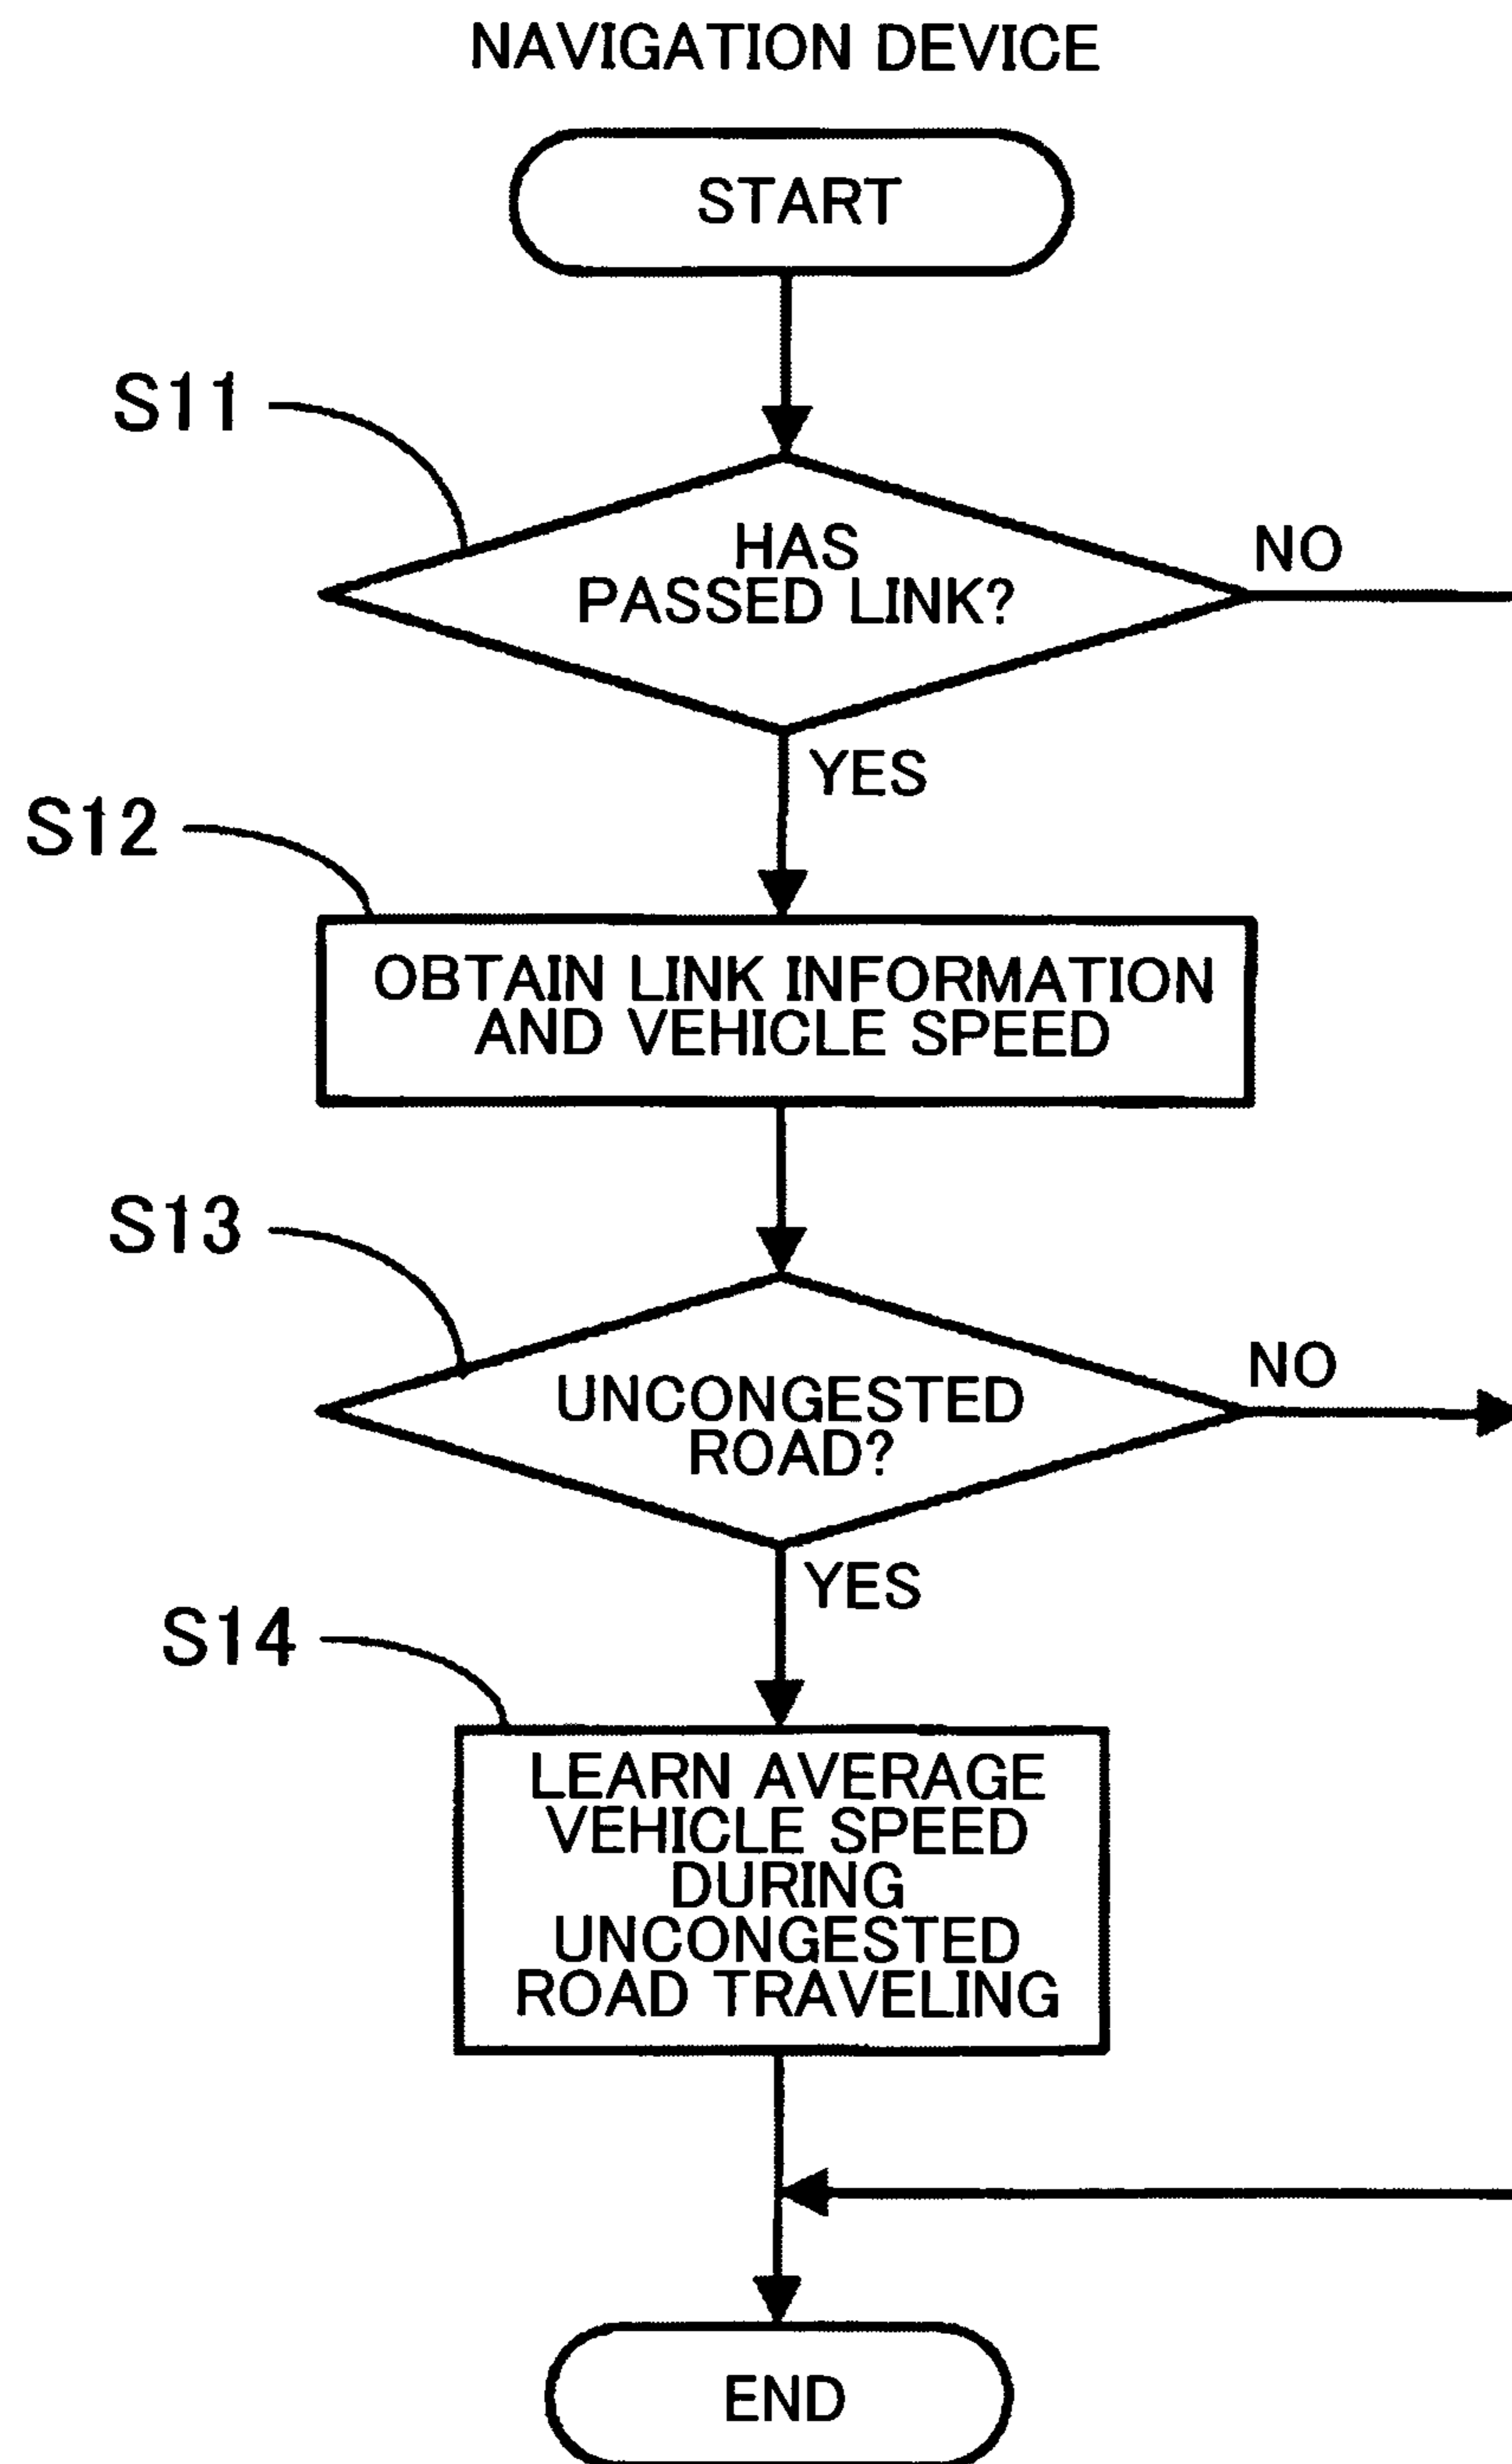 NAVIGATION DEVICE
START
S11
HAS
PASSED LINK?
NO
YES
S12
OBTAIN LINK INFORMATION
AND VEHICLE SPEED
S13
UNCONGESTED
ROAD?
NO
YES
S14
LEARN AVERAGE
VEHICLE SPEED
DURING
UNCONGESTED
ROAD TRAVELING
END